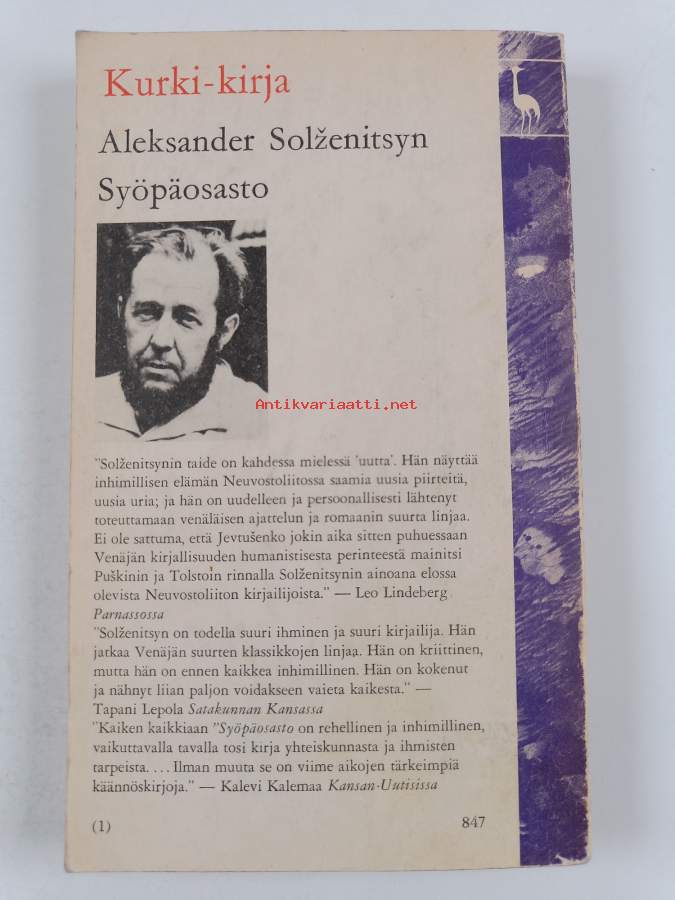 Kurki-kirja
Aleksander Solženitsyn
Syöpäosasto
Antikvariaatti.net
"Solženitsynin taide on kahdessa mielessä 'uutta'. Hän näyttää
inhimillisen elämän Neuvostoliitossa saamia uusia piirteitä,
uusia uria; ja hän on uudelleen ja persoonallisesti lähtenyt
toteuttamaan venäläisen ajattelun ja romaanin suurta linjaa.
Ei ole sattuma, että Jevtušenko jokin aika sitten puhuessaan
Venäjän kirjallisuuden humanistisesta perinteestä mainitsi
Puškinin ja Tolstoin rinnalla Solženitsynin ainoana elossa
olevista Neuvostoliiton kirjailijoista." — Leo Lindeberg
Parnassossa
"Solženitsyn on todella suuri ihminen ja suuri kirjailija. Hän
jatkaa Venäjän suurten klassikkojen linjaa. Hän on kriittinen,
mutta hän on ennen kaikkea inhimillinen. Hän on kokenut
ja nähnyt liian paljon voidakseen vaieta kaikesta." —
Tapani Lepola Satakunnan Kansassa
"Kaiken kaikkiaan "Syöpäosasto on rehellinen ja inhimillinen,
vaikuttavalla tavalla tosi kirja yhteiskunnasta ja ihmisten
tarpeista. . . . Ilman muuta se on viime aikojen tärkeimpiä
käännöskirjoja." — Kalevi Kalemaa Kansan-Uutisissa
(1) 847